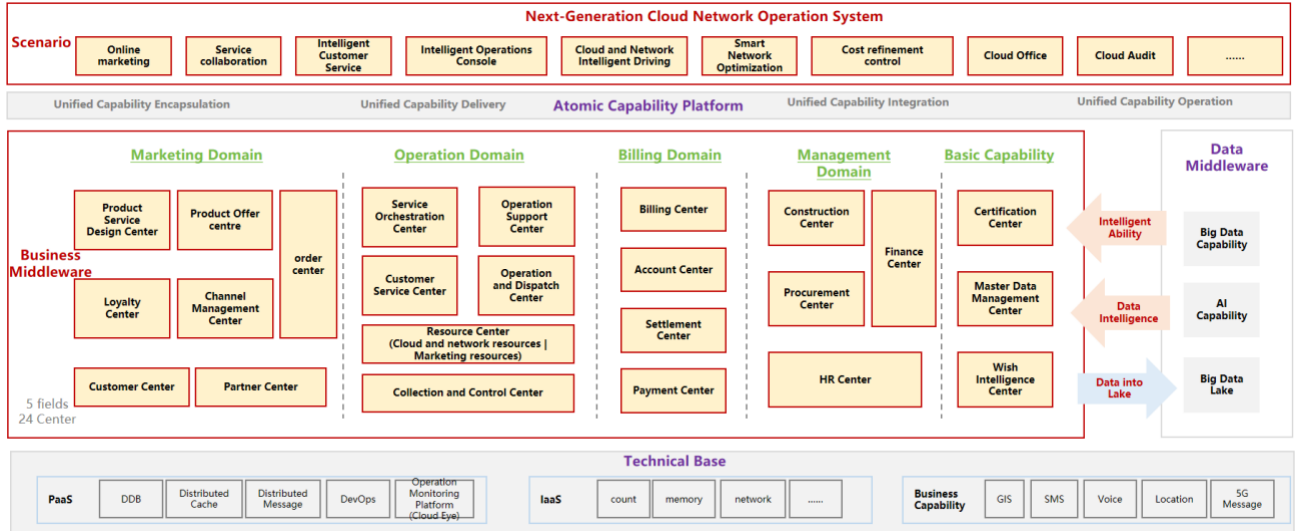 Next-Generation Cloud Network Operation System
Scenario
Online
marketing
Service
collaboration
Intelligent
Customer
Service
Intelligent Operations
Console
Cloud and Network
Intelligent Driving
Smart
Network
Optimization
Cost refinement
control
Cloud Office
Cloud Audit
......
Unified Capability Encapsulation
Unified Capability Delivery
Atomic Capability Platform
Unified Capability Integration
Unified Capability Operation
Business
Middleware
Marketing Domain
Product
Service
Design Center
Product Offer
centre
order
center
Loyalty
Center
Channel
Management
Center
Customer Center
Partner Center
5 fields
24 Center
Operation Domain
Service
Orchestration
Center
Operation
Support
Center
Customer
Service Center
Operation
and Dispatch
Center
Resource Center
(Cloud and network resources |
Marketing resources)
Collection and Control Center
Billing Domain
Billing Center
Account Center
Settlement
Center
Payment Center
Management
Domain
Construction
Center
Finance
Center
Procurement
Center
HR Center
Basic Capability
Certification
Center
Master Data
Management
Center
Wish
Intelligence
Center
Intelligent
Ability
Data
Intelligence
Data into
Lake
Data
Middleware
Big Data
Capability
AI
Capability
Big Data
Lake
Technical Base
PaaS
DDB
Distributed
Cache
Distributed
Message
DevOps
Operation
Monitoring
Platform
(Cloud Eye)
IaaS
count
memory
network
......
Business
Capability
GIS
SMS
Voice
Location
5G
Message